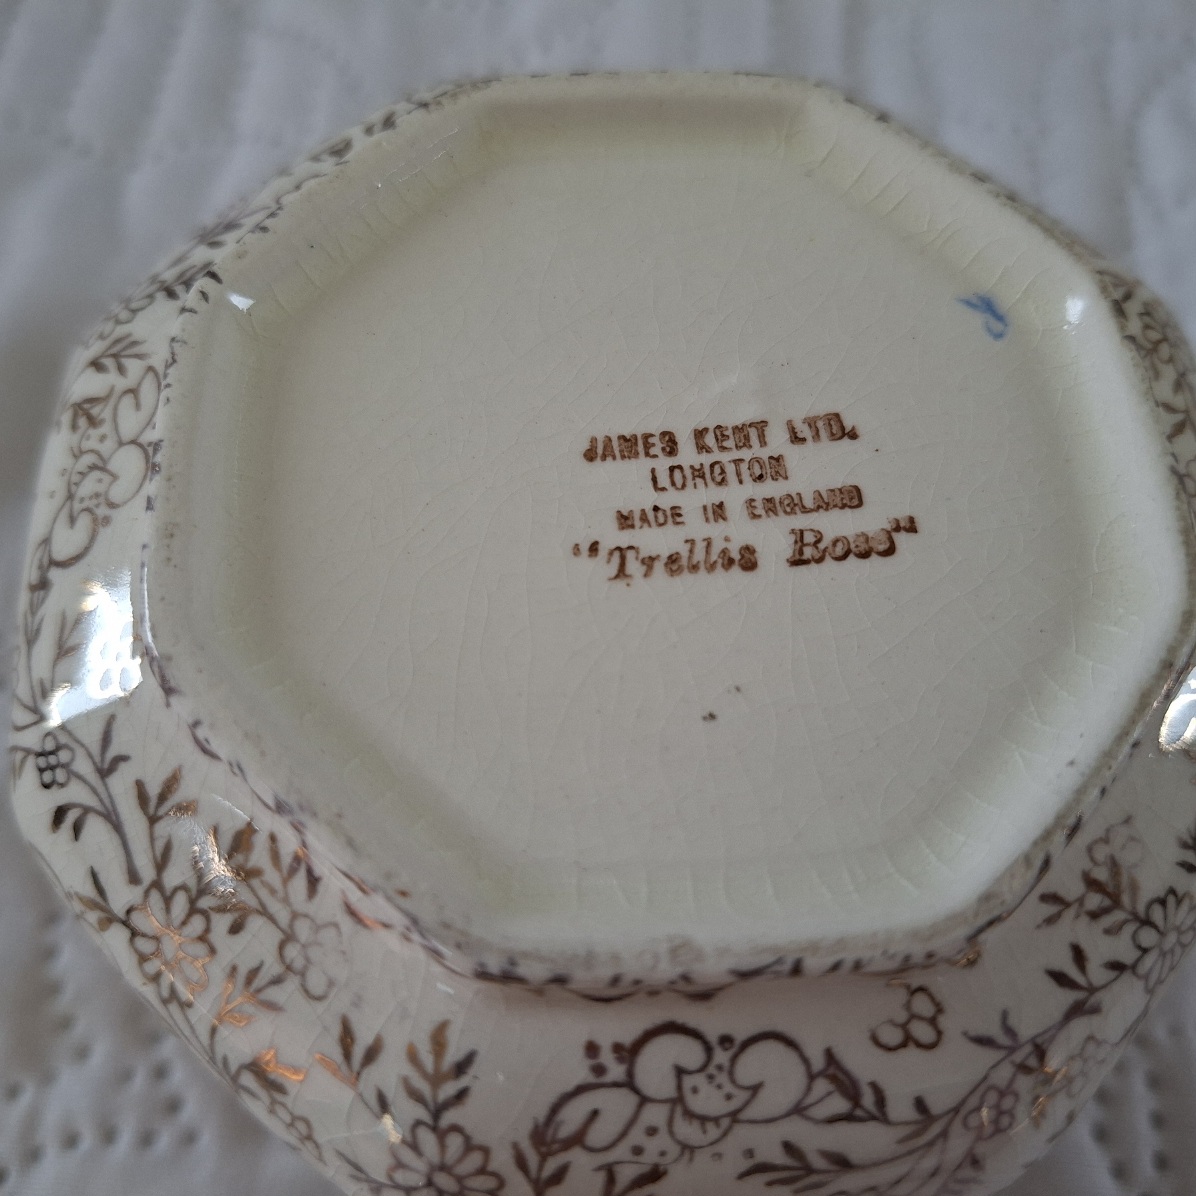 JAMES KENT LTD.
LONGTON
MADE IN ENGLAND
"Trellis Rose"